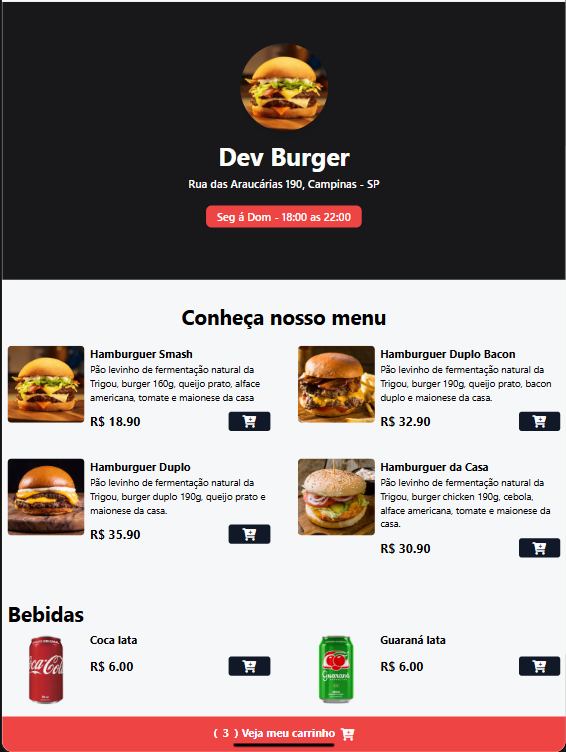 Dev Burger
Rua das Araucárias 190, Campinas - SP
Seg á Dom - 18:00 as 22:00
Conheça nosso menu
Hamburguer Smash
Pão levinho de fermentação natural da
Trigou, burger 160g, queijo prato, alface
americana, tomate e maionese da casa
R$ 18.90
Hamburguer Duplo Bacon
Pão levinho de fermentação natural da
Trigou, burger 190g, queijo prato, bacon
duplo e maionese da casa.
R$ 32.90
Hamburguer Duplo
Pão levinho de fermentação natural da
Trigou, burger duplo 190g, queijo prato e
maionese da casa.
R$ 35.90
Hamburguer da Casa
Pão levinho de fermentação natural da
Trigou, burger chicken 190g, cebola,
alface americana, tomate e maionese da
casa.
R$ 30.90
Bebidas
Coca-Cola
Coca lata
R$ 6.00
Guaraná
Guaraná lata
R$ 6.00
( 3 ) Veja meu carrinho